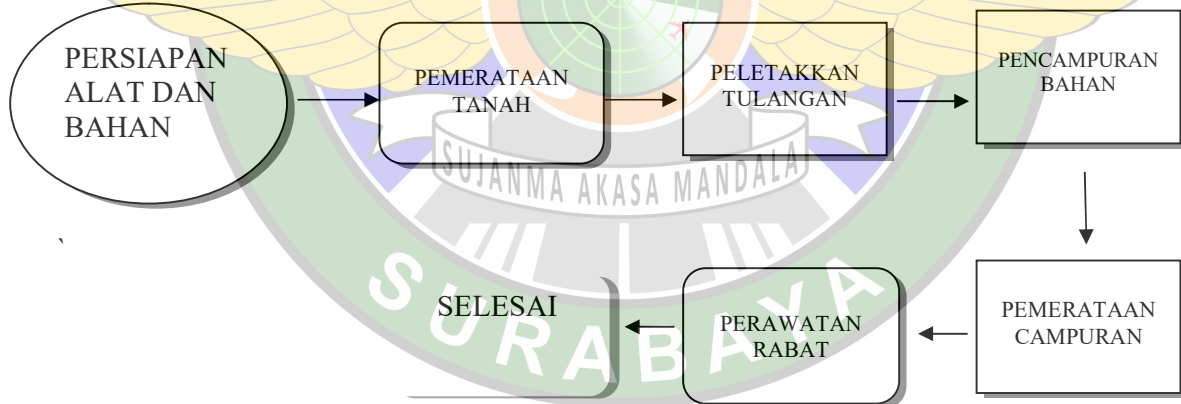 PERSIAPAN
ALAT DAN
BAHAN
PEMERATAAN
TANAH
PELETAKKAN
TULANGAN
PENCAMPURAN
BAHAN
SUJANMA AKASA MANDALA
`
PEMERATAAN
CAMPURAN
PERAWATAN
RABAT
SELESAI
SURABAYA